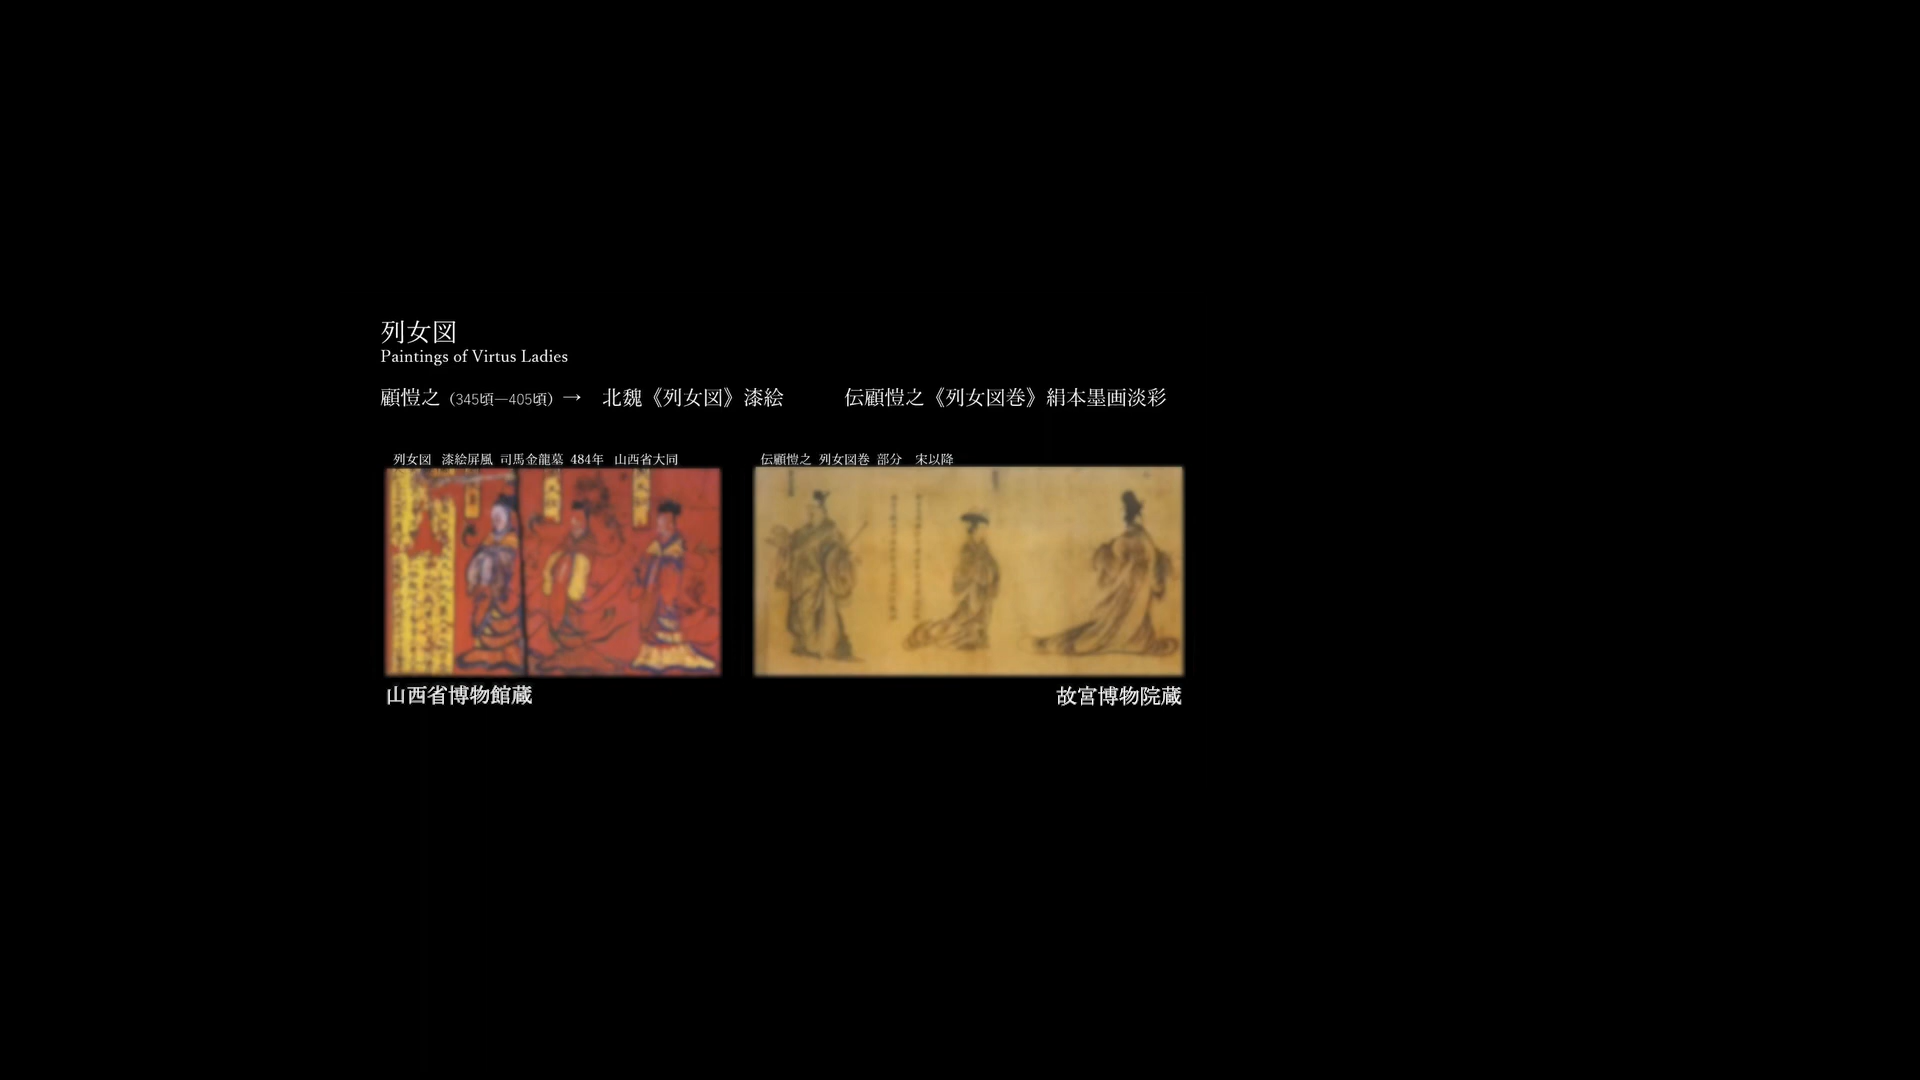 列女図
Paintings of Virtus Ladies
顧愷之（345頃—405頃）→ 北魏《列女図》漆絵 伝顧愷之《列女図巻》絹本墨画淡彩
列女図 漆絵屏風 司馬金龍墓 484年 山西省大同
伝顧愷之 列女図巻 部分 宋以降
山西省博物館蔵
故宮博物院蔵